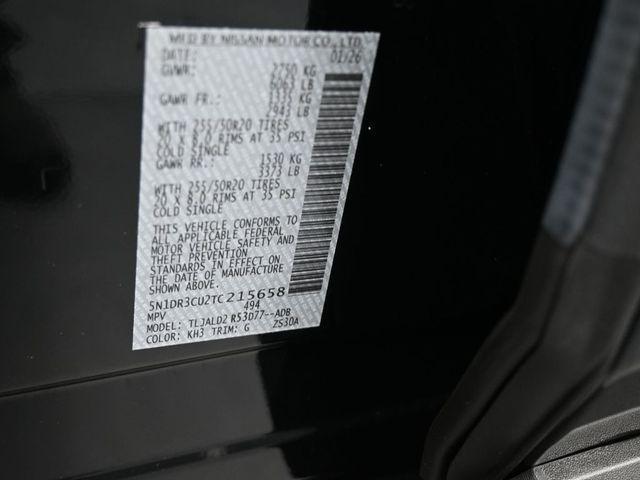 MFD BY NISSAN MOTOR CO., LTD.
DATE: 01/26
GVWR: 2750 KG
6063 LB
GAWR FR.: 1335 KG
2943 LB
WITH 255/50R20 TIRES
20 X 8.0 RIMS AT 35 PSI
COLD SINGLE
GAWR RR.: 1530 KG
3373 LB
WITH 255/50R20 TIRES
20 X 8.0 RIMS AT 35 PSI
COLD SINGLE
THIS VEHICLE CONFORMS TO
ALL APPLICABLE FEDERAL
MOTOR VEHICLE SAFETY AND
THEFT PREVENTION
STANDARDS IN EFFECT ON
THE DATE OF MANUFACTURE
SHOWN ABOVE.
5N1DR3CU2TC215658
MPV 494
MODEL: TLJALD2 R53D77--ADB
COLOR: KH3 TRIM: G ZS30A